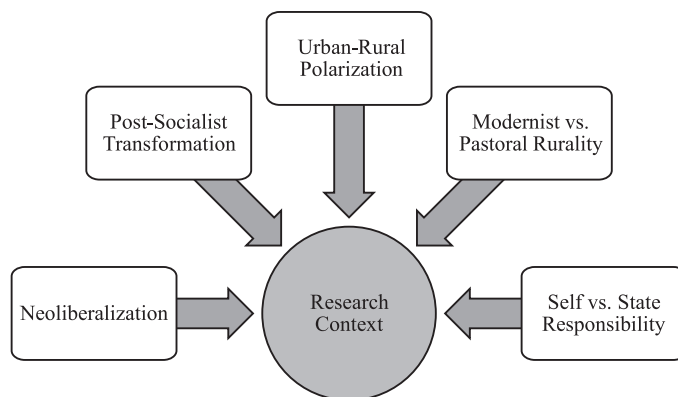 Urban-Rural
Polarization
Post-Socialist
Transformation
Modernist vs.
Pastoral Rurality
Neoliberalization
Research
Context
Self vs. State
Responsibility